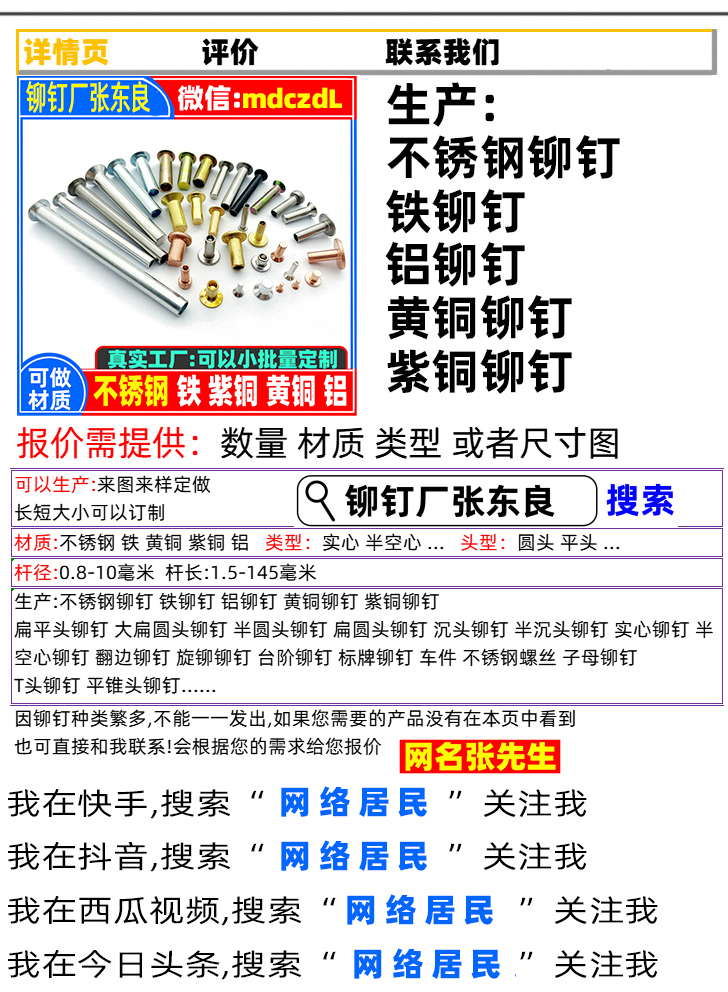 详情页 评价 联系我们
铆钉厂张东良 微信:mdczdL
真实工厂:可以小批量定制
可做
材质
不锈钢 铁 紫铜 黄铜 铝
生产:
不锈钢铆钉
铁铆钉
铝铆钉
黄铜铆钉
紫铜铆钉
报价需提供: 数量 材质 类型 或者尺寸图
可以生产:来图来样定做
长短大小可以订制
铆钉厂张东良 搜索
材质:不锈钢 铁 黄铜 紫铜 铝 类型: 实心 半空心 ... 头型: 圆头 平头 ...
杆径:0.8-10毫米 杆长:1.5-145毫米
生产:不锈钢铆钉 铁铆钉 铝铆钉 黄铜铆钉 紫铜铆钉
扁平头铆钉 大扁圆头铆钉 半圆头铆钉 扁圆头铆钉 沉头铆钉 半沉头铆钉 实心铆钉 半
空心铆钉 翻边铆钉 旋铆铆钉 台阶铆钉 标牌铆钉 车件 不锈钢螺丝 子母铆钉
T头铆钉 平锥头铆钉......
因铆钉种类繁多,不能一一发出,如果您需要的产品没有在本页中看到
也可直接和我联系!会根据您的需求给您报价 网名张先生
我在快手,搜索 “ 网络居民 ” 关注我
我在抖音,搜索 “ 网络居民 ” 关注我
我在西瓜视频,搜索 “ 网络居民 ” 关注我
我在今日头条,搜索 “ 网络居民 ” 关注我